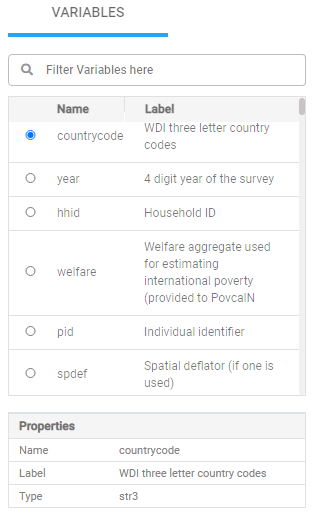 VARIABLES
Filter Variables here
Name Label
countrycode WDI three letter country
codes
year 4 digit year of the survey
hhid Household ID
welfare Welfare aggregate used
for estimating
international poverty
(provided to PovcalN
pid Individual identifier
spdef Spatial deflator (if one is
used)
Properties
Name countrycode
Label WDI three letter country codes
Type str3